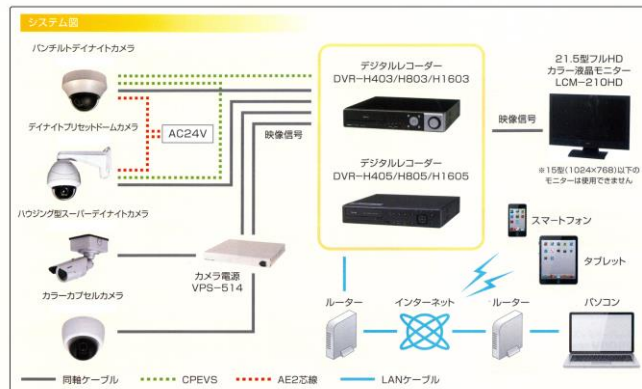 システム図
パンチルトデイナイトカメラ
デイナイトプリセットドームカメラ
AC24V
ハウジング型スーパーデイナイトカメラ
カラーカプセルカメラ
映像信号
カメラ電源
VPS-514
デジタルレコーダー
DVR-H403/H803/H1603
デジタルレコーダー
DVR-H405/H805/H1605
映像信号
21.5型フルHD
カラー液晶モニター
LCM-210HD
※15型(1024×768)以下の
モニターは使用できません
スマートフォン
タブレット
ルーター
インターネット
ルーター
パソコン
同軸ケーブル
CPEVS
AE2芯線
LANケーブル